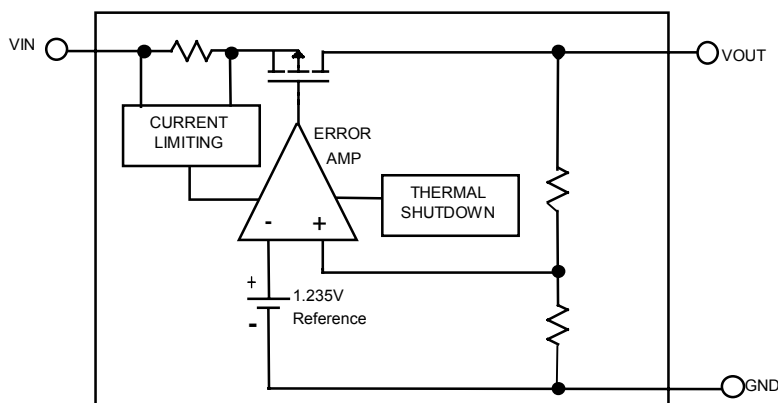 VIN
VOUT
CURRENT
LIMITING
ERROR
AMP
THERMAL
SHUTDOWN
- +
+
1.235V
-
Reference
GND